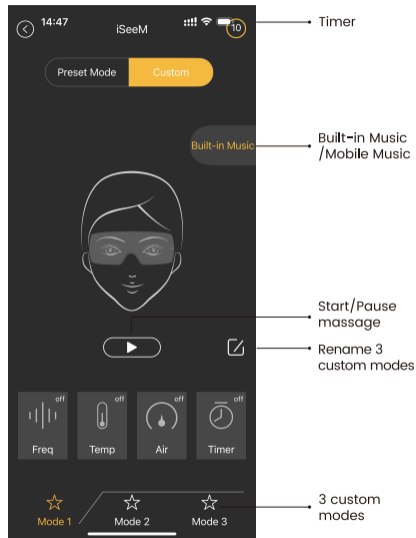 14:47
iSeeM
10
Timer
Preset Mode
Custom
Built-in Music
Built-in Music
/Mobile Music
Start/Pause
massage
Rename 3
custom modes
off
off
off
off
Freq
Temp
Air
Timer
Mode 1
Mode 2
Mode 3
3 custom
modes